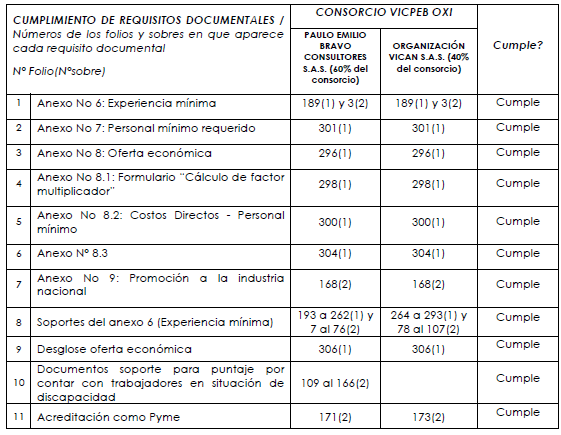 CUMPLIMIENTO DE REQUISITOS DOCUMENTALES /
Números de los folios y sobres en que aparece
cada requisito documental
Nº Folio(Nºsobre)
CONSORCIO VICPEB OXI
PAULO EMILIO
BRAVO
CONSULTORES
S.A.S. (60% del
consorcio)
ORGANIZACIÓN
VICAN S.A.S. (40%
del consorcio)
Cumple?
1 Anexo No 6: Experiencia mínima 189(1) y 3(2) 189(1) y 3(2) Cumple
2 Anexo No 7: Personal mínimo requerido 301(1) 301(1) Cumple
3 Anexo No 8: Oferta económica 296(1) 296(1) Cumple
4 Anexo No 8.1: Formulario "Cálculo de factor
multiplicador" 298(1) 298(1) Cumple
5 Anexo No 8.2: Costos Directos - Personal
mínimo 300(1) 300(1) Cumple
6 Anexo Nº 8.3 304(1) 304(1) Cumple
7 Anexo No 9: Promoción a la industria
nacional 168(2) 168(2) Cumple
8 Soportes del anexo 6 (Experiencia mínima) 193 a 262(1) y
7 al 76(2) 264 a 293(1) y
78 al 107(2) Cumple
9 Desglose oferta económica 306(1) 306(1) Cumple
10 Documentos soporte para puntaje por
contar con trabajadores en situación de
discapacidad 109 al 166(2) Cumple
11 Acreditación como Pyme 171(2) 173(2) Cumple